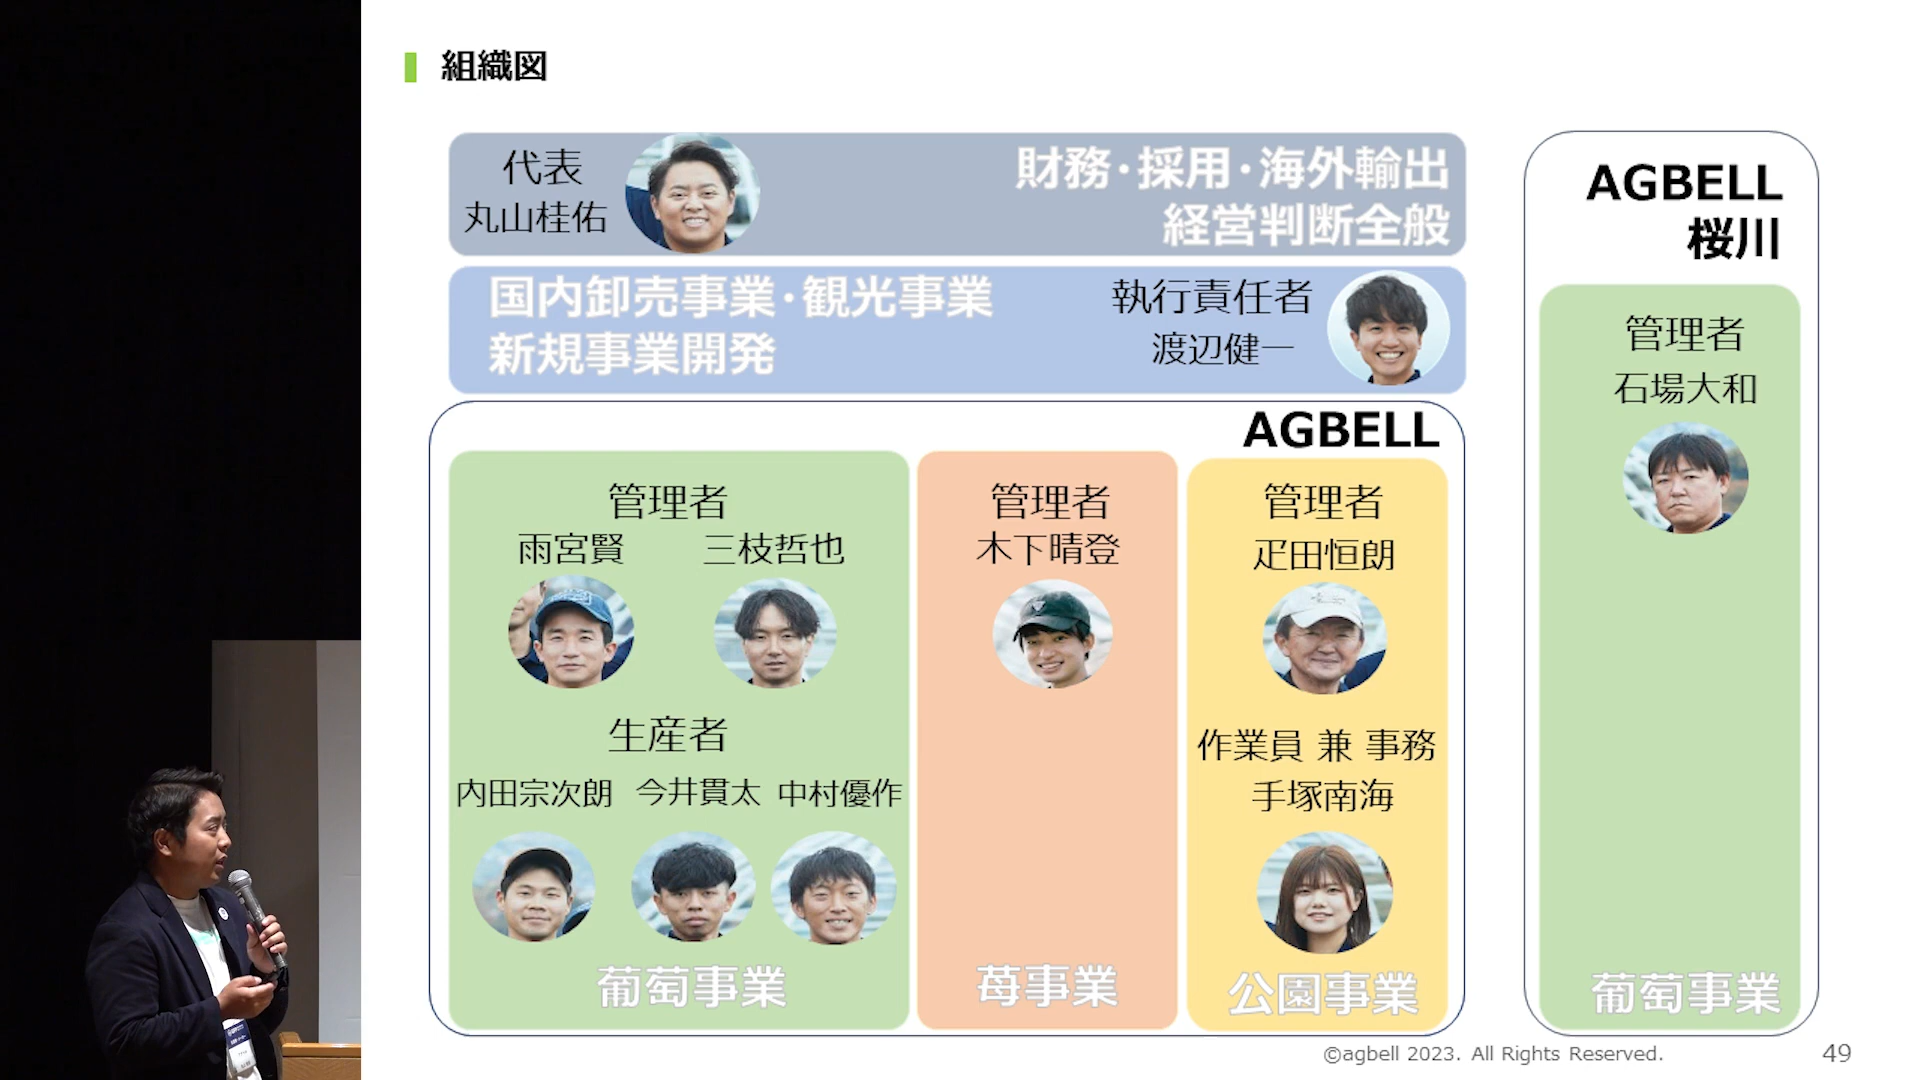 組織図
代表
丸山桂佑
財務・採用・海外輸出
経営判断全般
国内卸売事業・観光事業
新規事業開発
執行責任者
渡辺健一
AGBELL
管理者
雨宮賢 三枝哲也
生産者
内田宗次朗 今井貫太 中村優作
葡萄事業
管理者
木下晴登
苺事業
管理者
疋田恒朗
作業員 兼 事務
手塚南海
公園事業
AGBELL
桜川
管理者
石場大和
葡萄事業
©agbell 2023. All Rights Reserved.
49